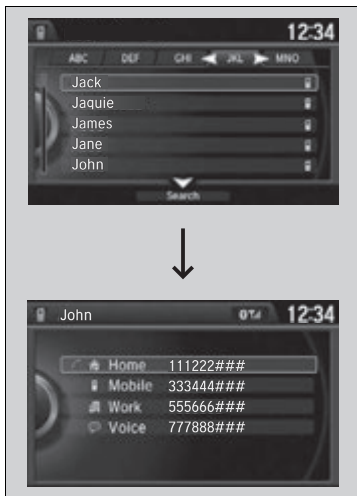 12:34
ABC DEF GHI JKL MNO
Jack
Jaquie
James
Jane
John
Search
John 12:34
Home 111222###
Mobile 333444###
Work 555666###
Voice 777888###